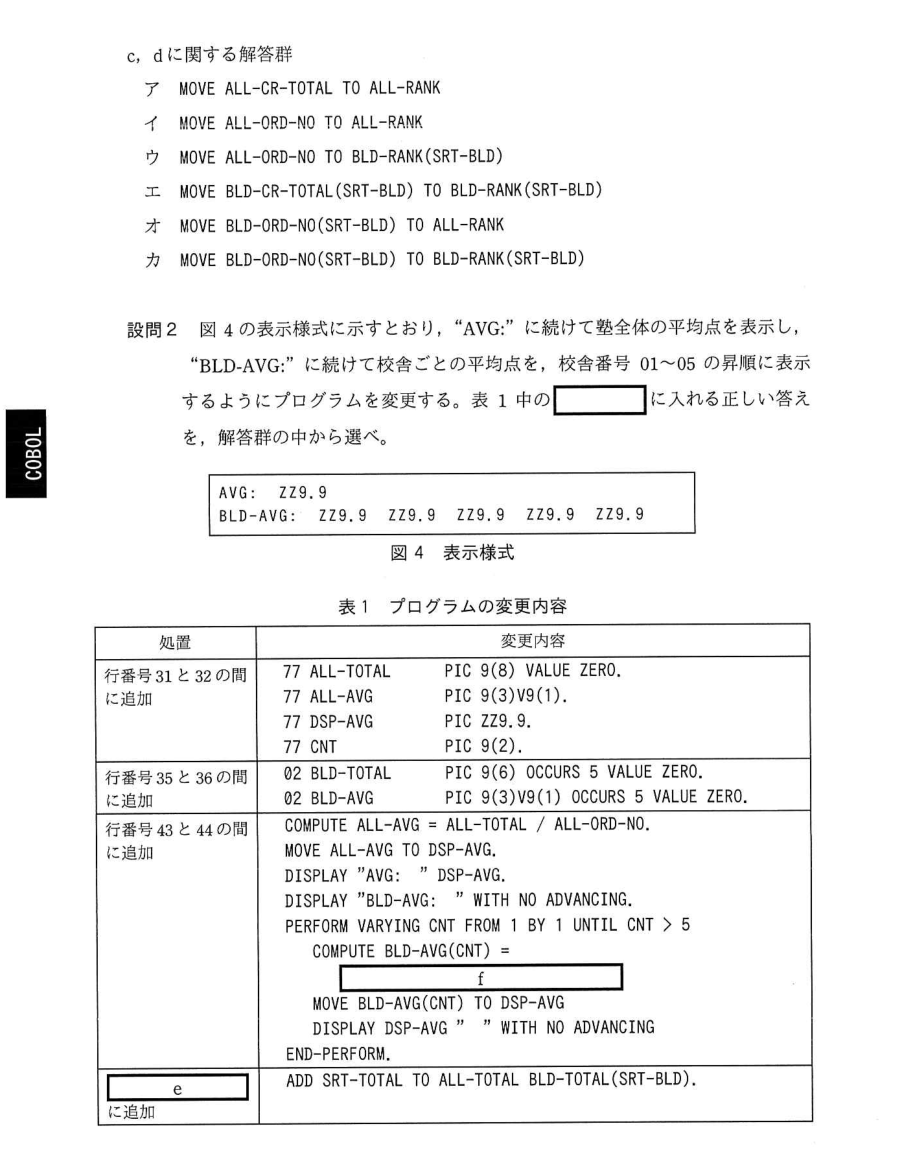 c，dに関する解答群
ア MOVE ALL-CR-TOTAL TO ALL-RANK
イ MOVE ALL-ORD-NO TO ALL-RANK
ウ MOVE ALL-ORD-NO TO BLD-RANK(SRT-BLD)
エ MOVE BLD-CR-TOTAL(SRT-BLD) TO BLD-RANK(SRT-BLD)
オ MOVE BLD-ORD-NO(SRT-BLD) TO ALL-RANK
カ MOVE BLD-ORD-NO(SRT-BLD) TO BLD-RANK(SRT-BLD)
設問2 図 4 の表示様式に示すとおり，“AVG:” に続けて塾全体の平均点を表示し，
“BLD-AVG:” に続けて校舎ごとの平均点を，校舎番号 01～05 の昇順に表示
するようにプログラムを変更する。表 1 中の に入れる正しい答え
を，解答群の中から選べ。
COBOL
AVG: ZZ9.9
BLD-AVG: ZZ9.9 ZZ9.9 ZZ9.9 ZZ9.9 ZZ9.9
図 4 表示様式
表1 プログラムの変更内容
処置 変更内容
行番号31と32の間
に追加
77 ALL-TOTAL PIC 9(8) VALUE ZERO.
77 ALL-AVG PIC 9(3)V9(1).
77 DSP-AVG PIC ZZ9.9.
77 CNT PIC 9(2).
行番号35と36の間
に追加
02 BLD-TOTAL PIC 9(6) OCCURS 5 VALUE ZERO.
02 BLD-AVG PIC 9(3)V9(1) OCCURS 5 VALUE ZERO.
行番号43と44の間
に追加
COMPUTE ALL-AVG = ALL-TOTAL / ALL-ORD-NO.
MOVE ALL-AVG TO DSP-AVG.
DISPLAY "AVG: " DSP-AVG.
DISPLAY "BLD-AVG: " WITH NO ADVANCING.
PERFORM VARYING CNT FROM 1 BY 1 UNTIL CNT > 5
COMPUTE BLD-AVG(CNT) =
f
MOVE BLD-AVG(CNT) TO DSP-AVG
DISPLAY DSP-AVG " " WITH NO ADVANCING
END-PERFORM.
e
に追加
ADD SRT-TOTAL TO ALL-TOTAL BLD-TOTAL(SRT-BLD).